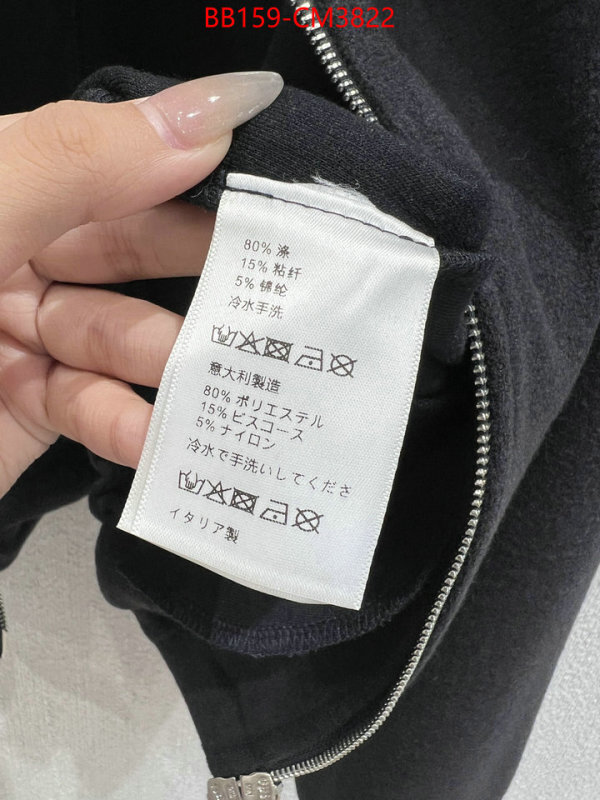 BB159-CM3822
80% 涤
15% 粘纤
5% 锦纶
冷水手洗
意大利製造
80% ポリエステル
15% ビスコース
5% ナイロン
冷水で手洗いしてくださ
イタリア製